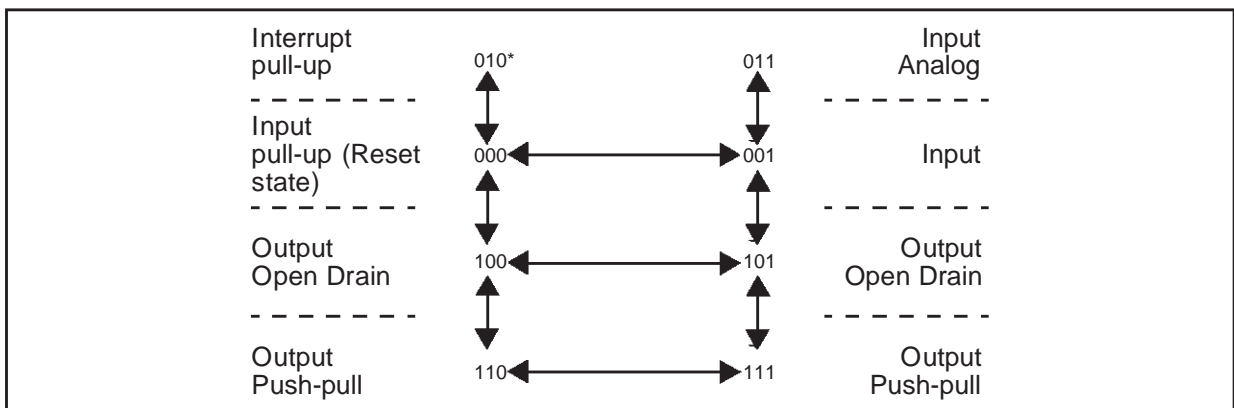 Interrupt
pull-up
010*
011
Input
Analog
Input
pull-up (Reset
state)
000
001
Input
Output
Open Drain
100
101
Output
Open Drain
Output
Push-pull
110
111
Output
Push-pull